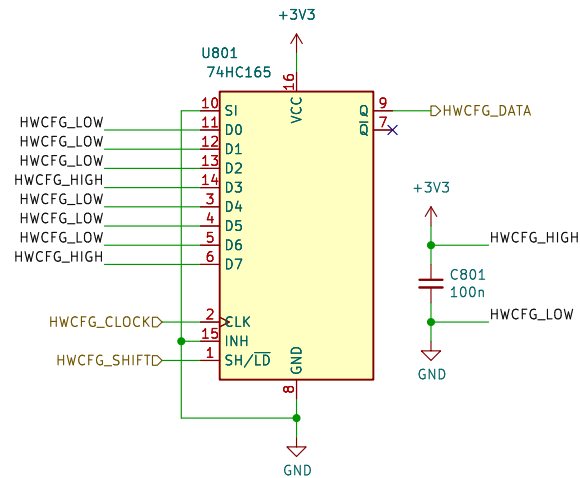 +3V3
U801
74HC165
16
VCC
10 SI
HWCFG_LOW 11 D0
HWCFG_LOW 12 D1
HWCFG_LOW 13 D2
HWCFG_HIGH 14 D3
HWCFG_LOW 3 D4
HWCFG_LOW 4 D5
HWCFG_LOW 5 D6
HWCFG_HIGH 6 D7
HWCFG_CLOCK 2 CLK
15 INH
HWCFG_SHIFT 1 SH/L̅D̅
Q 9 HWCFG_DATA
Q̅ 7
GND
8
GND
+3V3
HWCFG_HIGH
C801
100n
HWCFG_LOW
GND